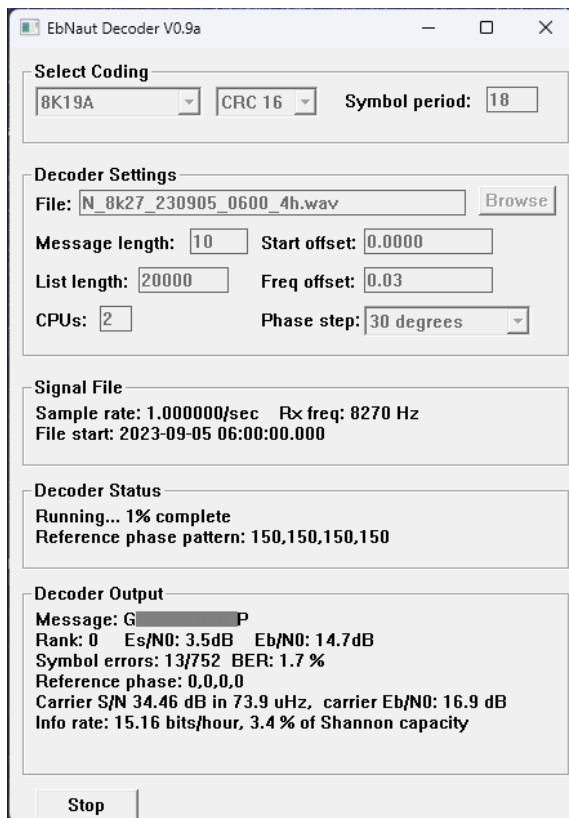 EbNaut Decoder V0.9a
Select Coding
8K19A CRC 16 Symbol period: 18
Decoder Settings
File: N_8k27_230905_0600_4h.wav Browse
Message length: 10 Start offset: 0.0000
List length: 20000 Freq offset: 0.03
CPUs: 2 Phase step: 30 degrees
Signal File
Sample rate: 1.000000/sec Rx freq: 8270 Hz
File start: 2023-09-05 06:00:00.000
Decoder Status
Running... 1% complete
Reference phase pattern: 150,150,150,150
Decoder Output
Message: G P
Rank: 0 Es/N0: 3.5dB Eb/N0: 14.7dB
Symbol errors: 13/752 BER: 1.7 %
Reference phase: 0,0,0,0
Carrier S/N 34.46 dB in 73.9 uHz, carrier Eb/N0: 16.9 dB
Info rate: 15.16 bits/hour, 3.4 % of Shannon capacity
Stop